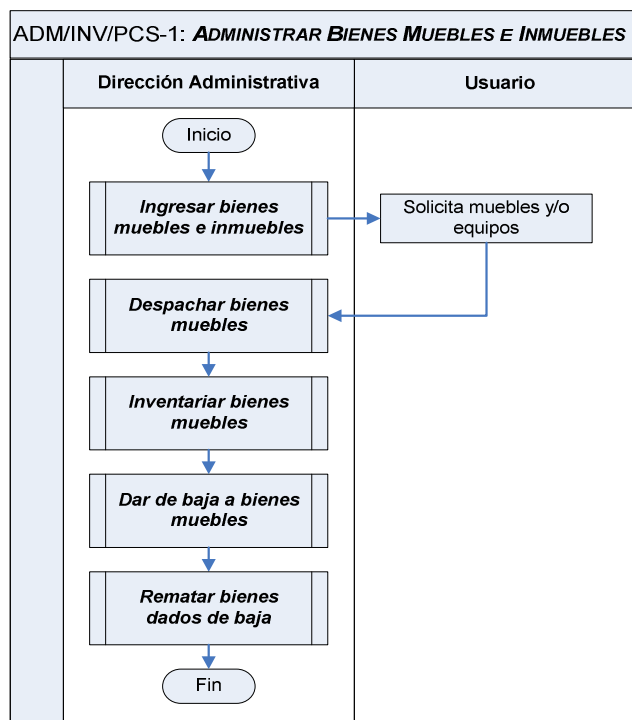 ADM/INV/PCS-1: ADMINISTRAR BIENES MUEBLES E INMUEBLES
Dirección Administrativa
Usuario
Inicio
Ingresar bienes
muebles e inmuebles
Solicita muebles y/o
equipos
Despachar bienes
muebles
Inventariar bienes
muebles
Dar de baja a bienes
muebles
Rematar bienes
dados de baja
Fin